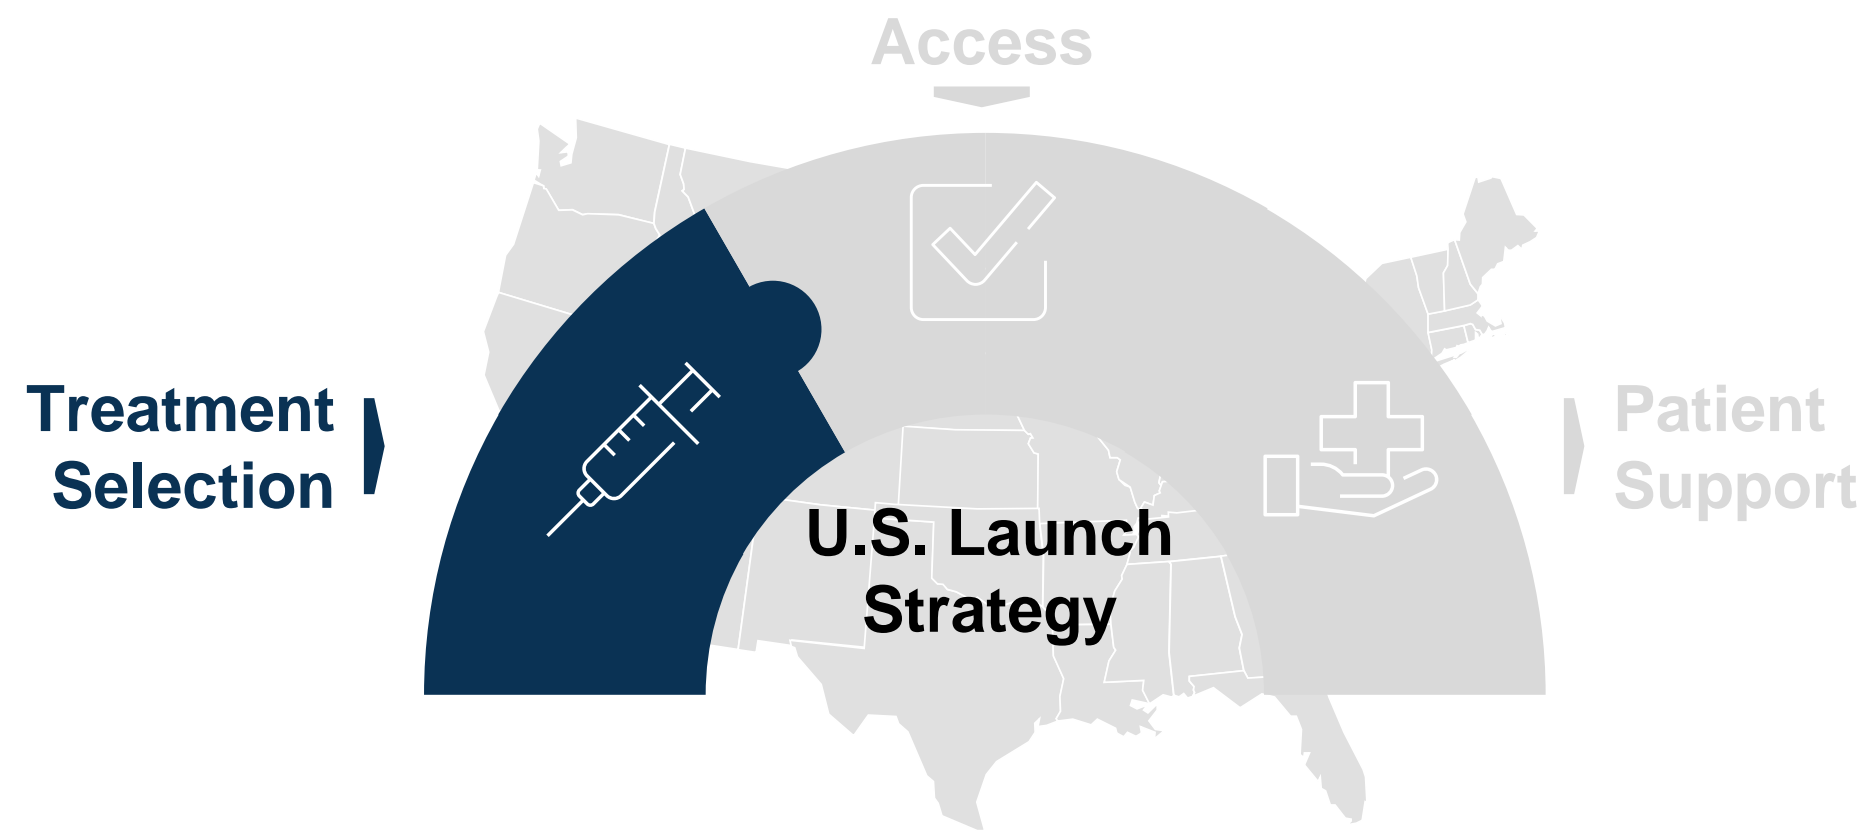 Access
Treatment
Selection
U.S. Launch
Strategy
Patient
Support